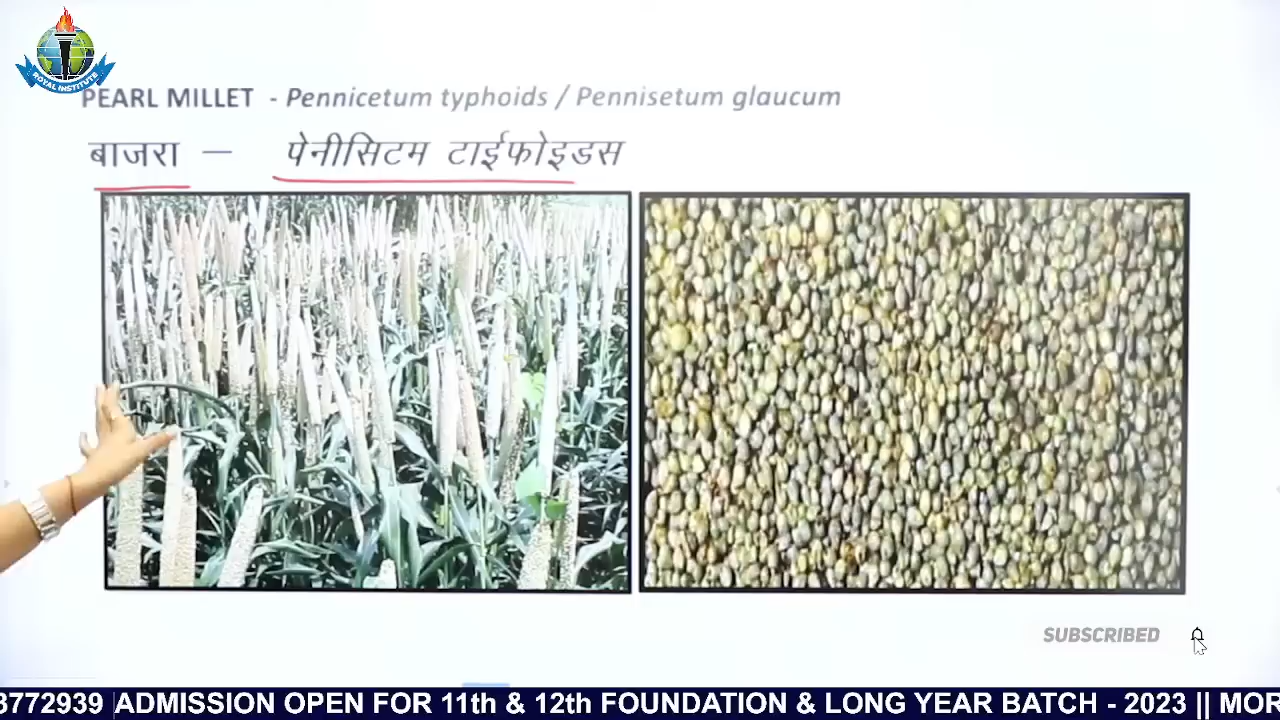 ROYAL INSTITUTE
PEARL MILLET - Pennicetum typhoids / Pennisetum glaucum
बाजरा — पेनीसिटम टाईफोइडस
SUBSCRIBED
3772939 ADMISSION OPEN FOR 11th & 12th FOUNDATION & LONG YEAR BATCH - 2023 || MOR